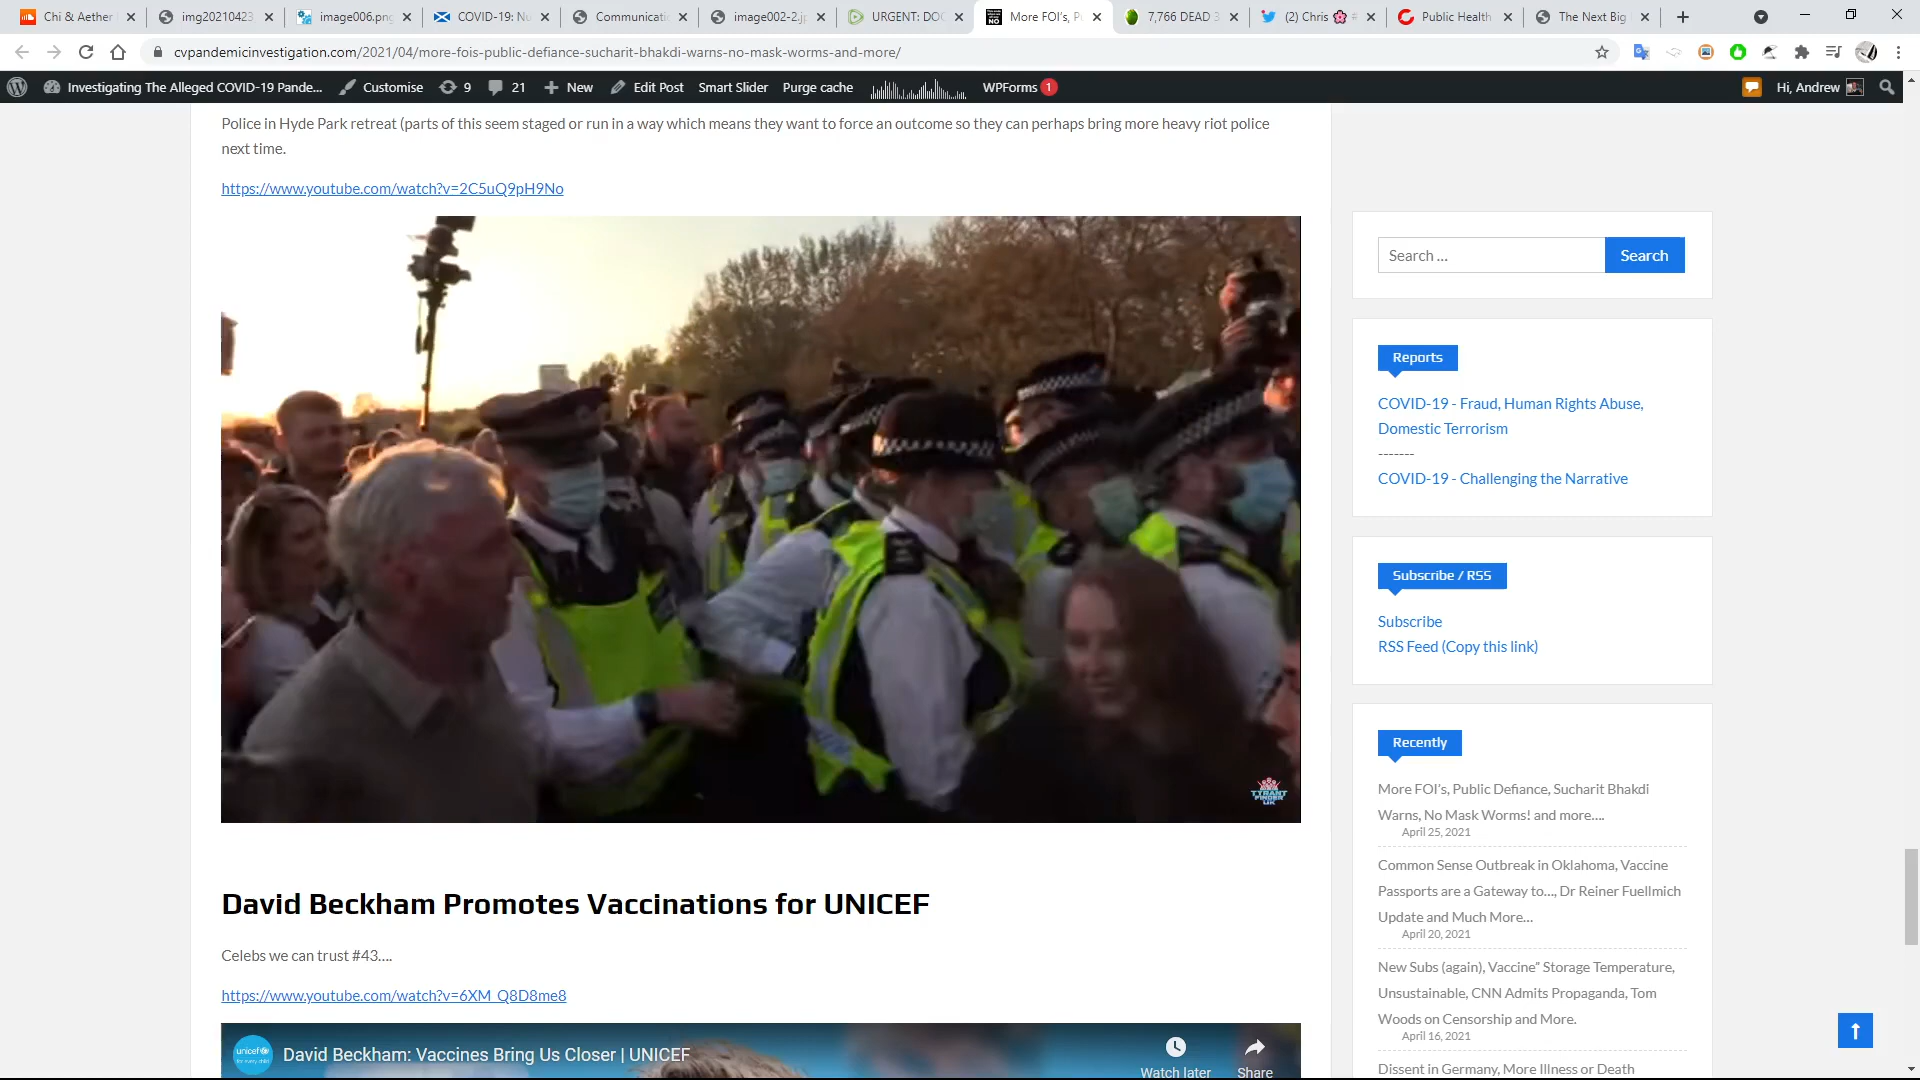 Chi & Aether
img20210423
image006.png
COVID-19: Nu
Communicati
image002-2.jp
URGENT: DOC
More FOI's, P
7,766 DEAD 3
(2) Chris
Public Health
The Next Big
cvpandemicinvestigation.com/2021/04/more-fois-public-defiance-sucharit-bhakdi-warns-no-mask-worms-and-more/
Investigating The Alleged COVID-19 Pande... Customise 9 21 New Edit Post Smart Slider Purge cache WPForms 1 Hi, Andrew
Police in Hyde Park retreat (parts of this seem staged or run in a way which means they want to force an outcome so they can perhaps bring more heavy riot police
next time.
https://www.youtube.com/watch?v=2C5uQ9pH9No
TYRANT
FINDER
UK
David Beckham Promotes Vaccinations for UNICEF
Celebs we can trust #43....
https://www.youtube.com/watch?v=6XM_Q8D8me8
unicef
for every child
David Beckham: Vaccines Bring Us Closer | UNICEF
Watch later
Share
Search ...
Search
Reports
COVID-19 - Fraud, Human Rights Abuse,
Domestic Terrorism
-------
COVID-19 - Challenging the Narrative
Subscribe / RSS
Subscribe
RSS Feed (Copy this link)
Recently
More FOI's, Public Defiance, Sucharit Bhakdi
Warns, No Mask Worms! and more....
April 25, 2021
Common Sense Outbreak in Oklahoma, Vaccine
Passports are a Gateway to..., Dr Reiner Fuellmich
Update and Much More...
April 20, 2021
New Subs (again), Vaccine" Storage Temperature,
Unsustainable, CNN Admits Propaganda, Tom
Woods on Censorship and More.
April 16, 2021
Dissent in Germany, More Illness or Death